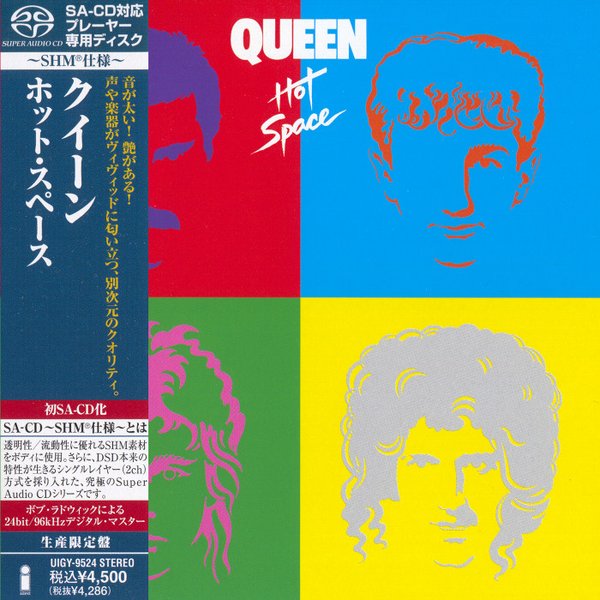 SUPER AUDIO CD
SA-CD対応
プレーヤー
専用ディスク
～SHM®仕様～
クイーン
ホット・スペース
音が太い！艶がある！
声や楽器がヴィヴィッドに匂い立つ、別次元のクオリティ。
初SA-CD化
SA-CD～SHM®仕様～とは
透明性／流動性に優れるSHM素材
をボディに使用。さらに、DSD本来の
特性が生きるシングルレイヤー(2ch)
方式を採り入れた、究極のSuper
Audio CDシリーズです。
ボブ・ラドウィックによる
24bit/96kHzデジタル・マスター
生産限定盤
UIGY-9524 STEREO
税込¥4,500
(税抜¥4,286)
QUEEN
Hot
Space